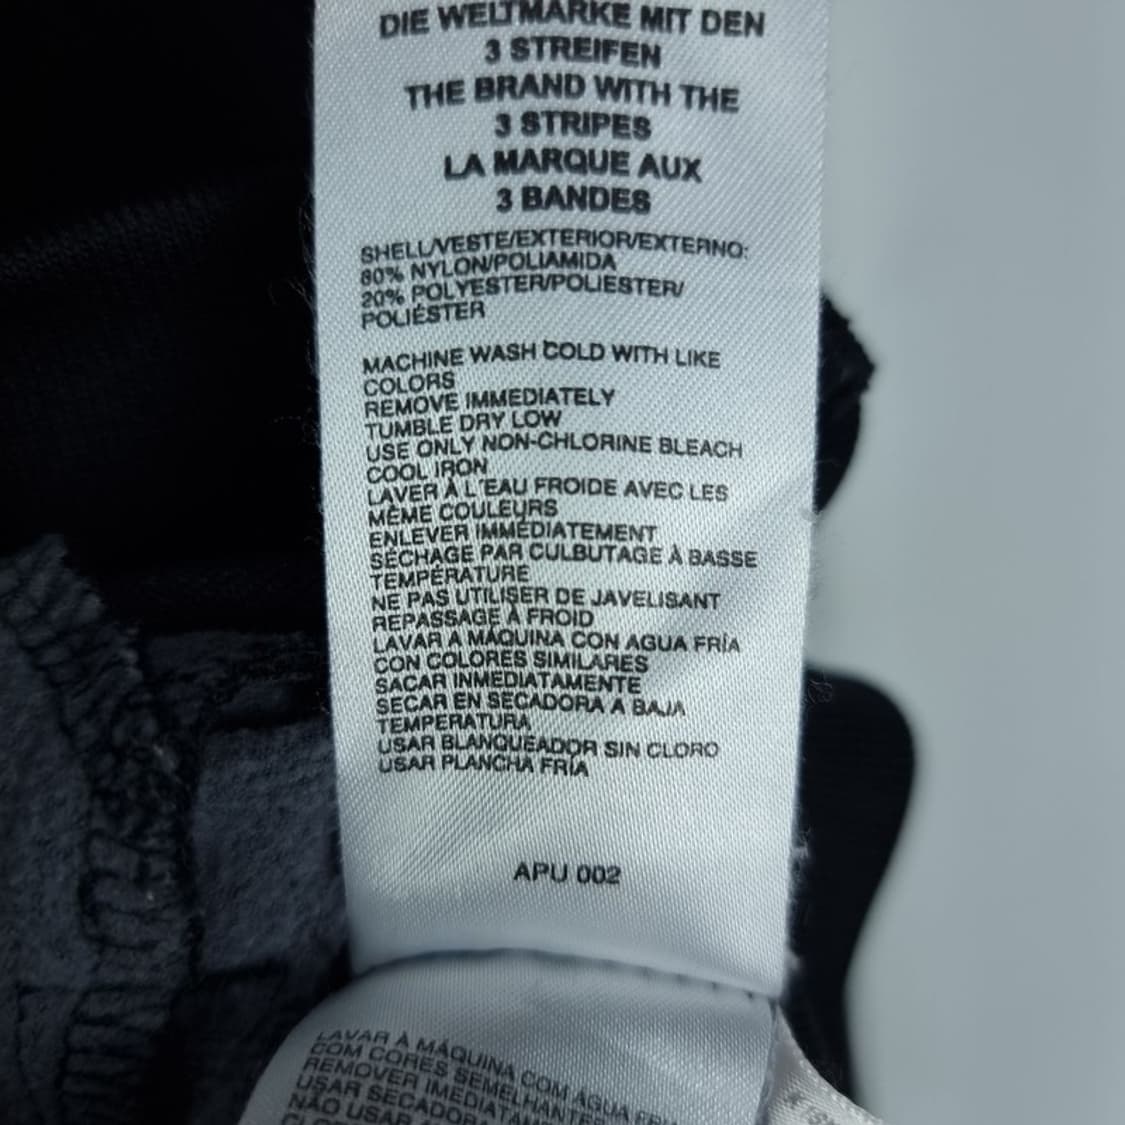 DIE WELTMARKE MIT DEN
3 STREIFEN
THE BRAND WITH THE
3 STRIPES
LA MARQUE AUX
3 BANDES
SHELL/VESTE/EXTERIOR/EXTERNO:
80% NYLON/POLIAMIDA
20% POLYESTER/POLIESTER/
POLIÉSTER
MACHINE WASH COLD WITH LIKE
COLORS
REMOVE IMMEDIATELY
TUMBLE DRY LOW
USE ONLY NON-CHLORINE BLEACH
COOL IRON
LAVER À L'EAU FROIDE AVEC LES
MÊME COULEURS
ENLEVER IMMÉDIATEMENT
SÉCHAGE PAR CULBUTAGE À BASSE
TEMPÉRATURE
NE PAS UTILISER DE JAVELISANT
REPASSAGE À FROID
LAVAR A MÁQUINA CON AGUA FRÍA
CON COLORES SIMILARES
SACAR INMEDIATAMENTE
SECAR EN SECADORA A BAJA
TEMPERATURA
USAR BLANQUEADOR SIN CLORO
USAR PLANCHA FRÍA
APU 002
LAVAR À MÁQUINA COM ÁGUA
COM CORES SEMELHANTES
REMOVER
USAR SECADORA
NÃO USAR